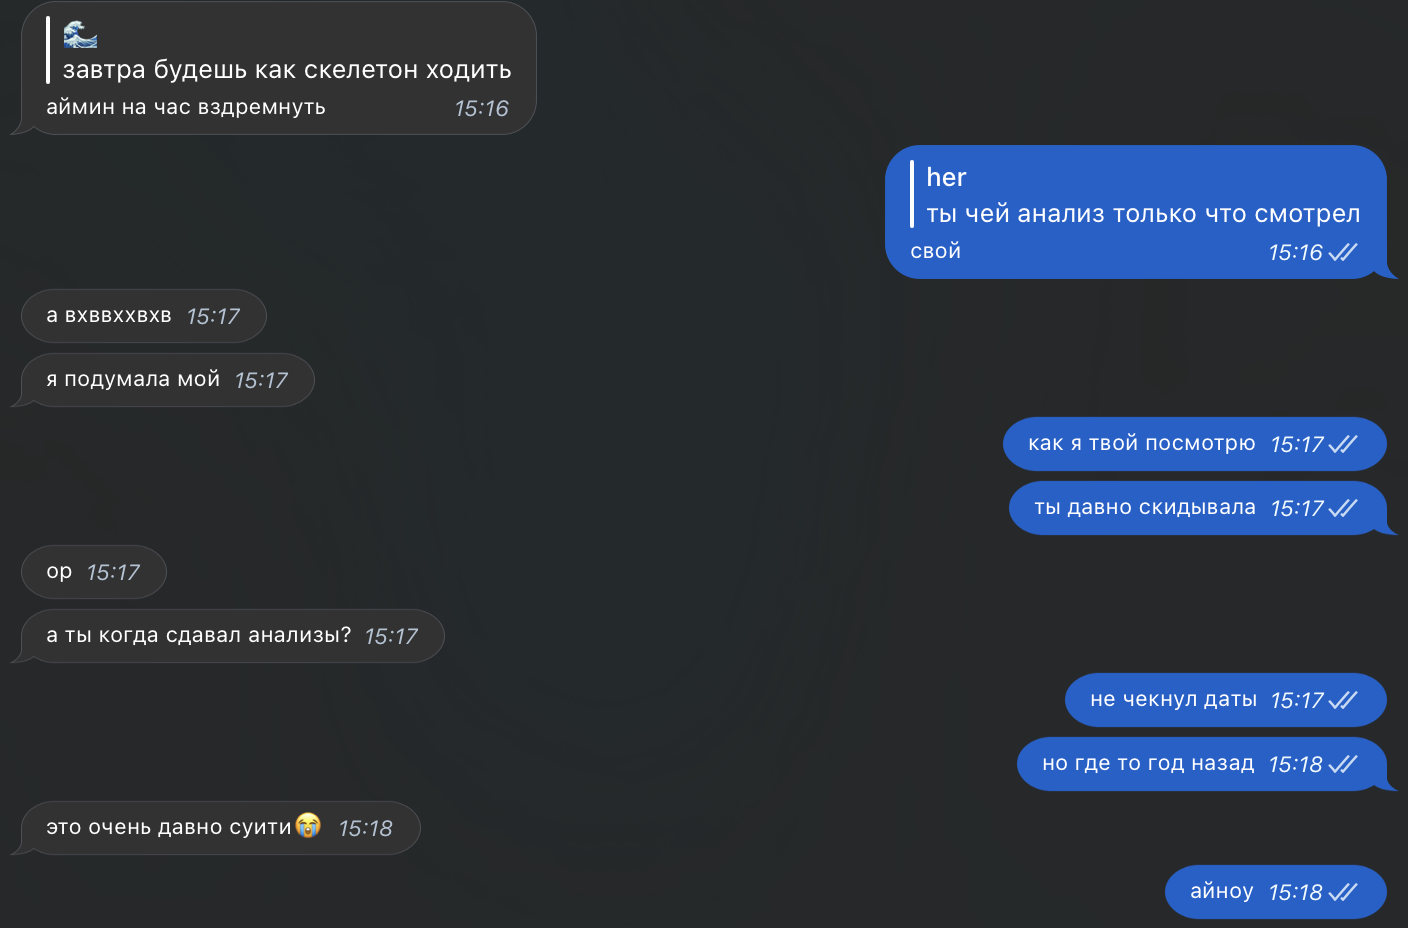 🌊
завтра будешь как скелетон ходить
аймин на час вздремнуть 15:16
her
ты чей анализ только что смотрел
свой 15:16
а вхввххвхв 15:17
я подумала мой 15:17
как я твой посмотрю 15:17
ты давно скидывала 15:17
ор 15:17
а ты когда сдавал анализы? 15:17
не чекнул даты 15:17
но где то год назад 15:18
это очень давно суити😭 15:18
айноу 15:18